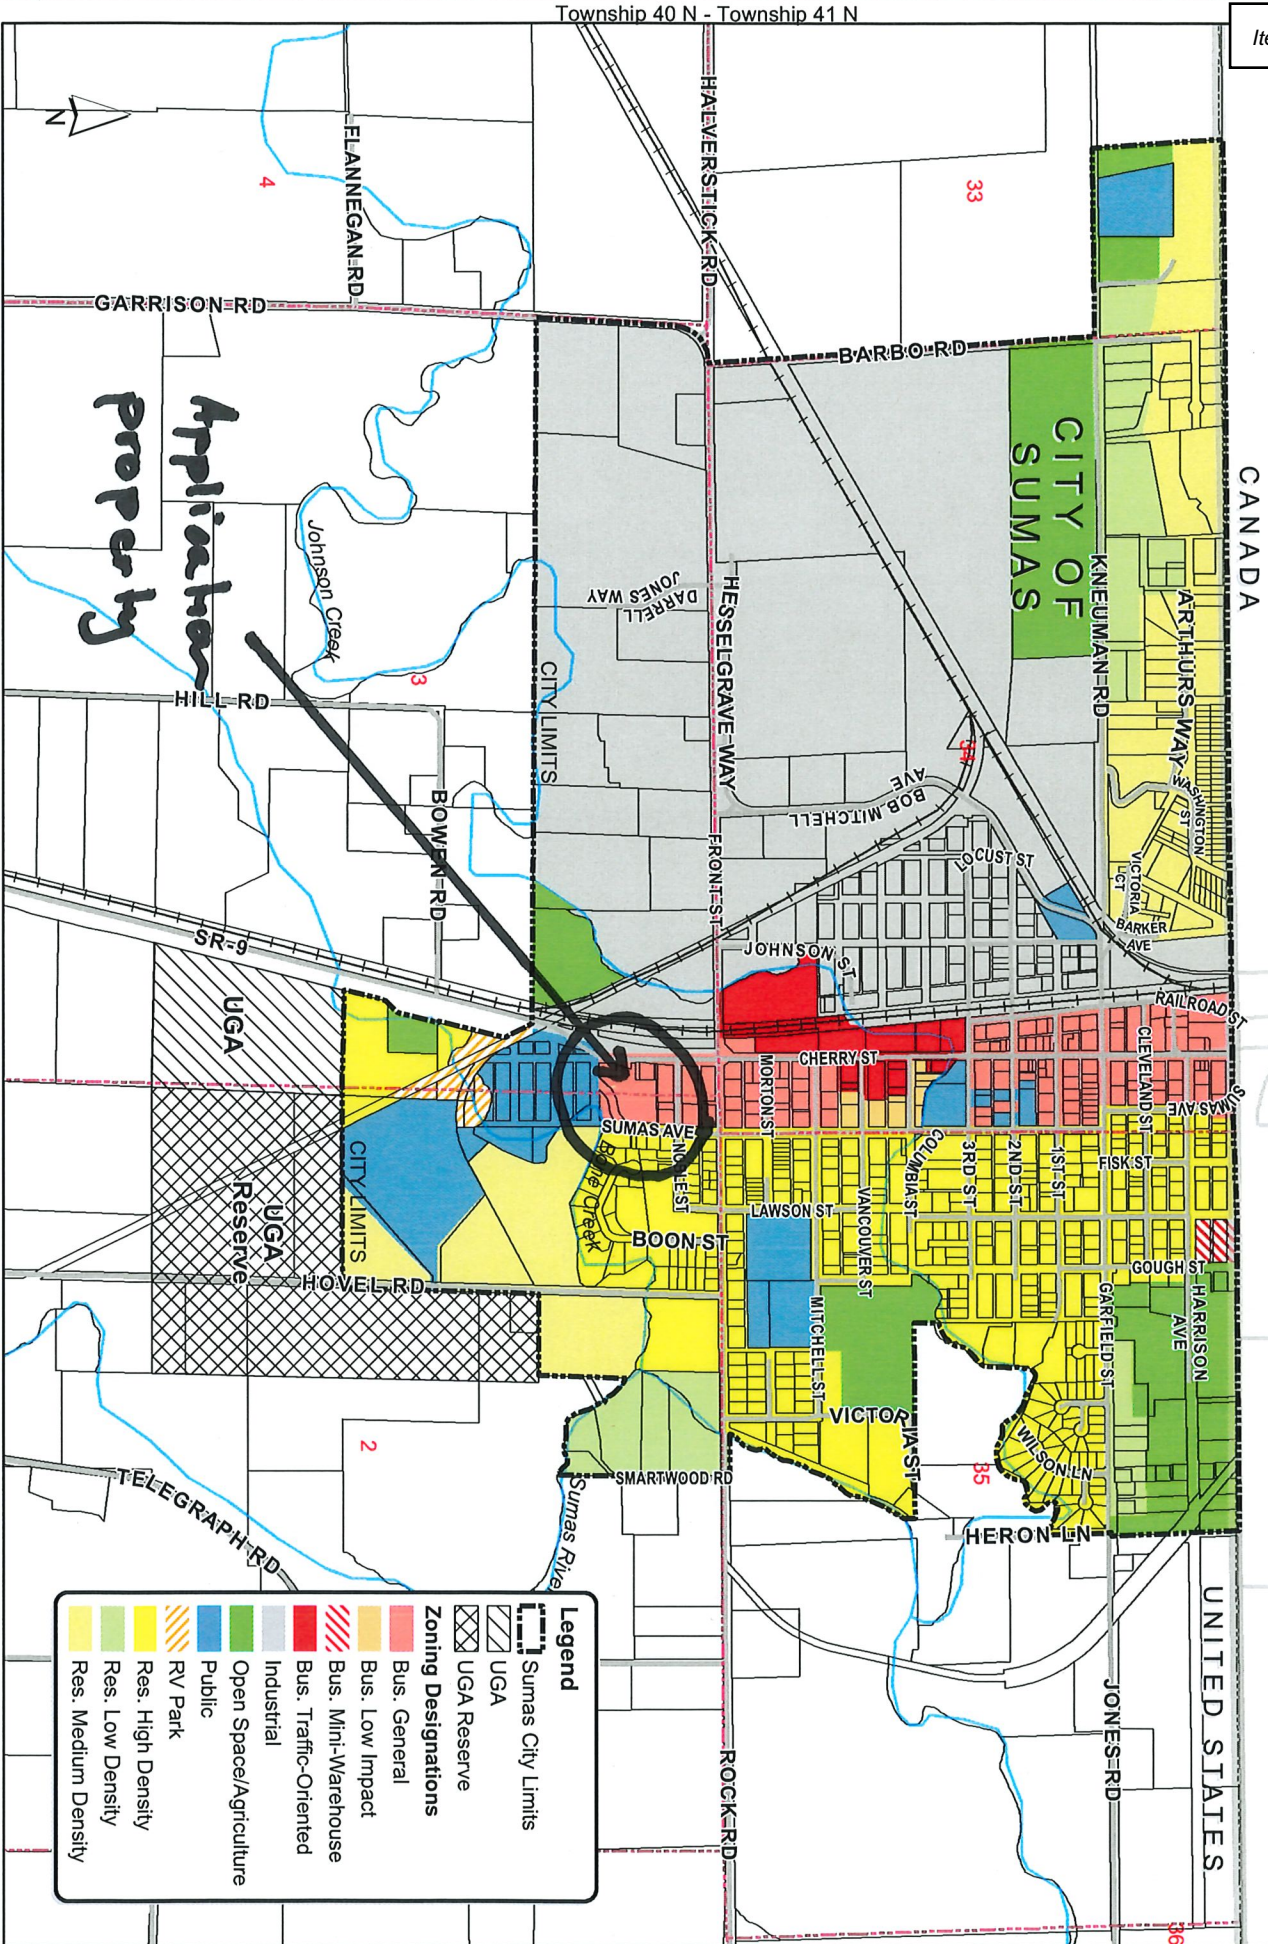 Township 40 N - Township 41 N
N
4
33
FLANNEGAN RD
HALVERSTICK RD
GARRISON RD
BARBO RD
CANADA
CITY OF
SUMAS
KNEUMAN RD
ARTHURS WAY
WASHINGTON
ST
VICTORIA
CT
BARKER
AVE
Application
property
Johnson Creek
3
HILL RD
BOWEN RD
CITY LIMITS
DARRELL
JONES WAY
HESSELGRAVE WAY
34
BOB MITCHELL
AVE
LOCUST ST
FRONT ST
JOHNSON ST
SR-9
RAILROAD ST
CHERRY ST
MORTON ST
CLEVELAND ST
SUMAS AVE
SUMAS AVE
NOBLE ST
COLUMBIA ST
3RD ST
2ND ST
1ST ST
FISK ST
LAWSON ST
VANCOUVER ST
BOON ST
Bone Creek
UGA
UGA
Reserve
CITY LIMITS
HOVEL RD
GOUGH ST
HARRISON
AVE
GARFIELD ST
MITCHELL ST
VICTORIA ST
WILSON LN
2
35
SMARTWOOD RD
HERON LN
TELEGRAPH RD
Sumas Rive
UNITED STATES
JONES RD
ROCK RD
36
Legend
Sumas City Limits
UGA
UGA Reserve
Zoning Designations
Bus. General
Bus. Low Impact
Bus. Mini-Warehouse
Bus. Traffic-Oriented
Industrial
Open Space/Agriculture
Public
RV Park
Res. High Density
Res. Low Density
Res. Medium Density